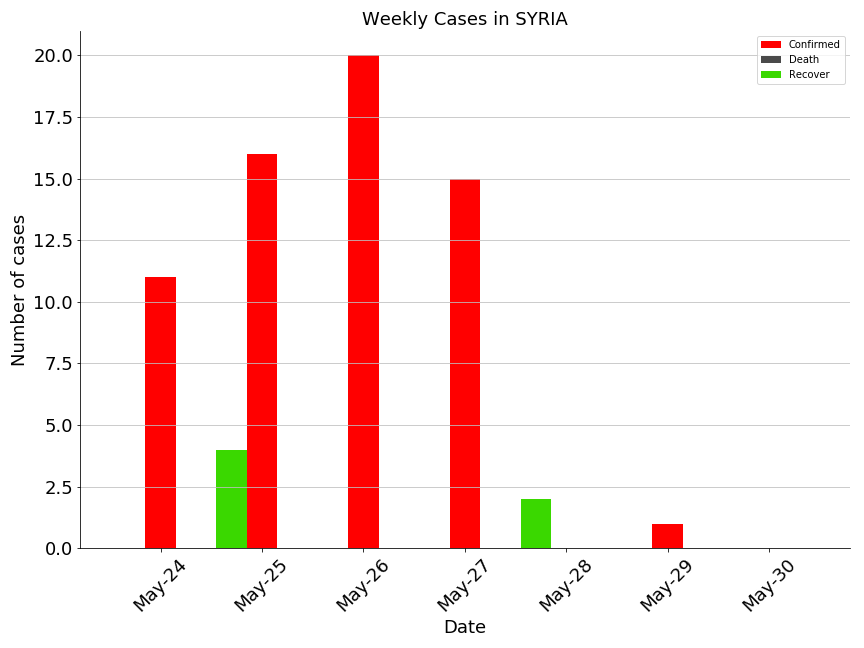 Weekly Cases in SYRIA
Confirmed
Death
Recover
Number of cases
20.0
17.5
15.0
12.5
10.0
7.5
5.0
2.5
0.0
May-24
May-25
May-26
May-27
May-28
May-29
May-30
Date